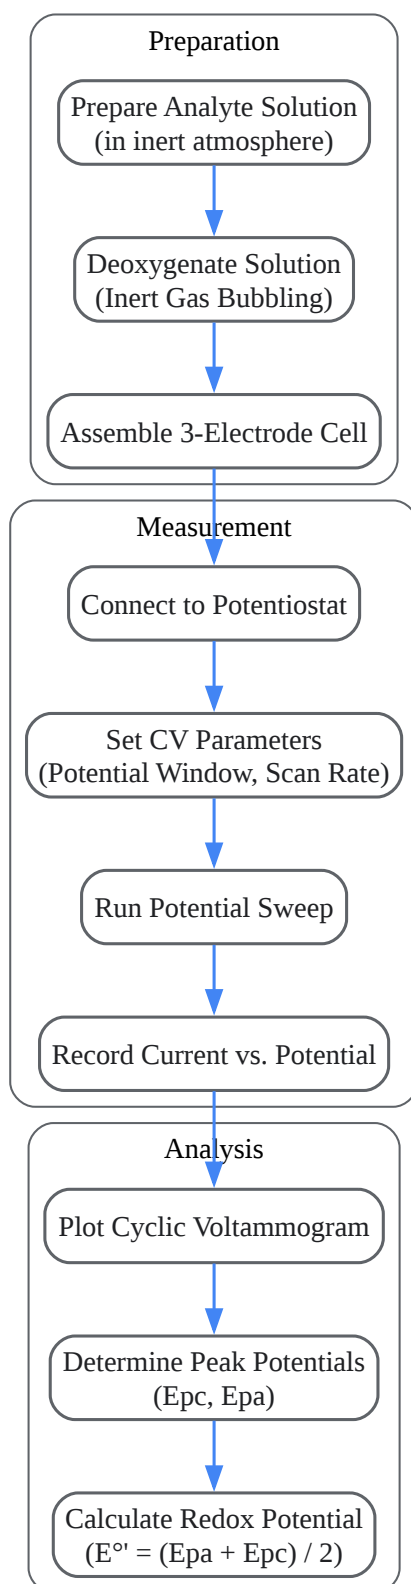 Preparation
Prepare Analyte Solution
(in inert atmosphere)
Deoxygenate Solution
(Inert Gas Bubbling)
Assemble 3-Electrode Cell
Measurement
Connect to Potentiostat
Set CV Parameters
(Potential Window, Scan Rate)
Run Potential Sweep
Record Current vs. Potential
Analysis
Plot Cyclic Voltammogram
Determine Peak Potentials
(Epc, Epa)
Calculate Redox Potential
(E°' = (Epa + Epc) / 2)